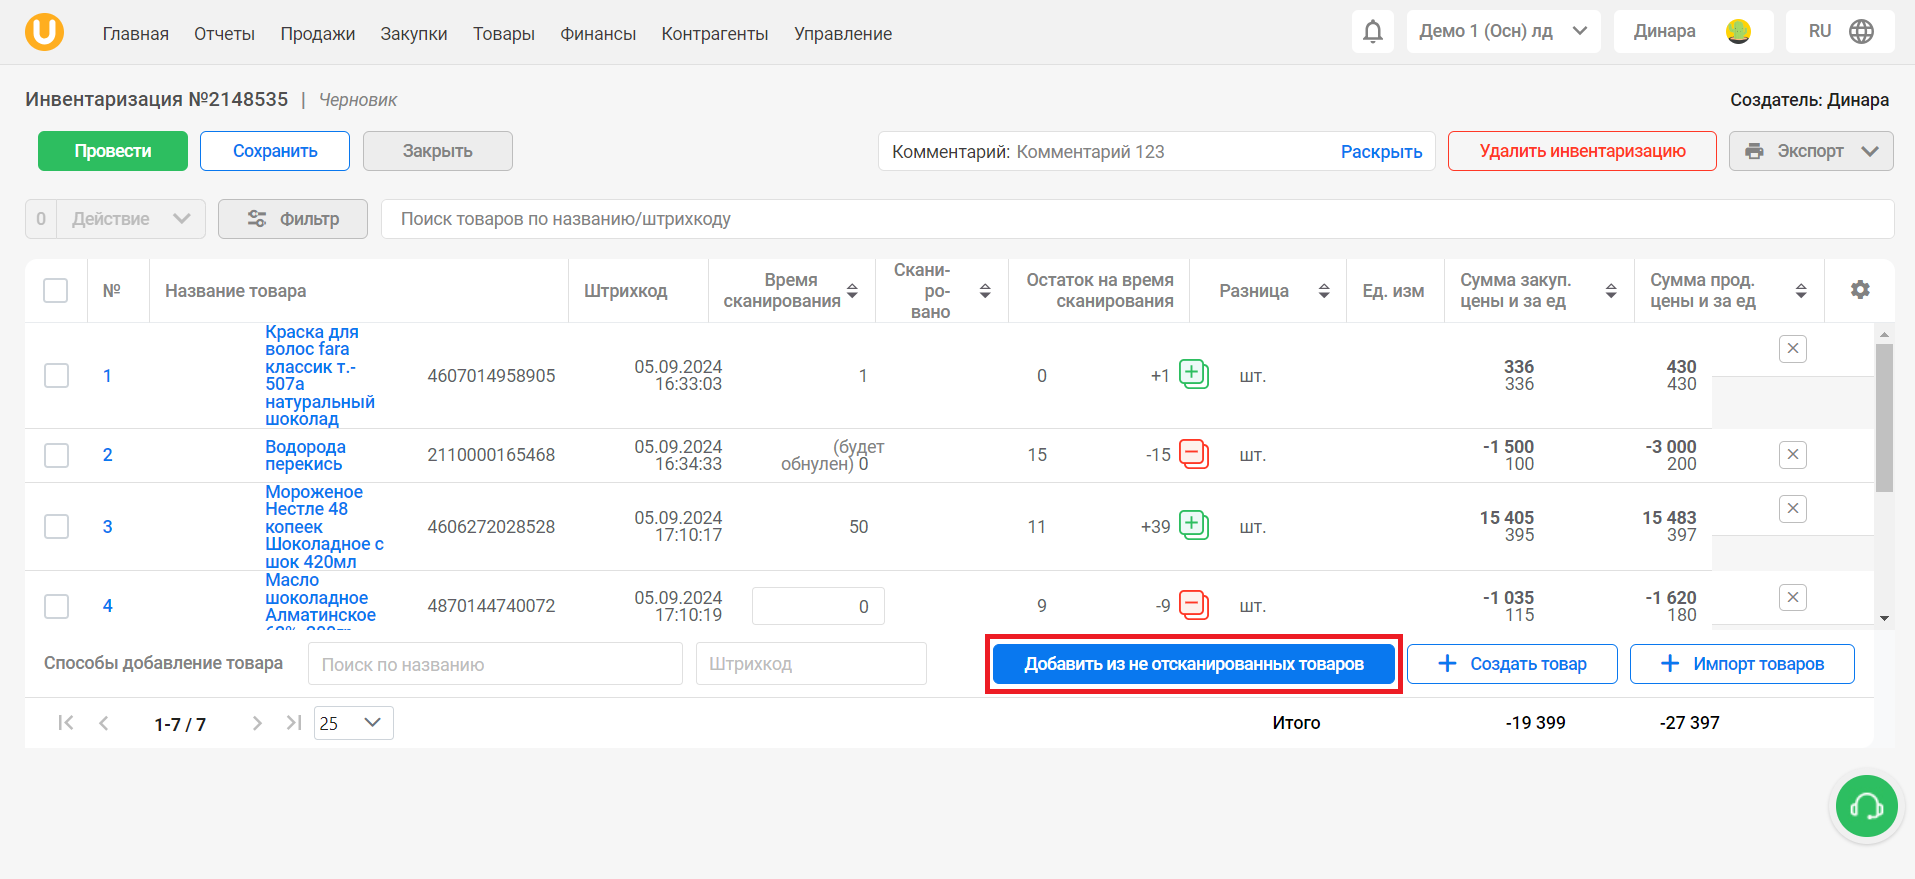 Главная Отчеты Продажи Закупки Товары Финансы Контрагенты Управление Демо 1 (Осн) лд Динара RU
Инвентаризация №2148535 | Черновик Создатель: Динара
Провести Сохранить Закрыть Комментарий: Комментарий 123 Раскрыть Удалить инвентаризацию Экспорт
0 Действие Фильтр Поиск товаров по названию/штрихкоду
№ Название товара Штрихкод Время сканирования Скани-ро-вано Остаток на время сканирования Разница Ед. изм Сумма закуп. цены и за ед Сумма прод. цены и за ед
Краска для
волос fara
классик т.-
507а
натуральный
шоколад
1 4607014958905 05.09.2024 16:33:03 1 0 +1 шт. 336 336 430 430
Водорода
перекись
2 2110000165468 05.09.2024 16:34:33 (будет обнулен) 0 15 -15 шт. -1 500 100 -3 000 200
Мороженое
Нестле 48
копеек
Шоколадное с
шок 420мл
3 4606272028528 05.09.2024 17:10:17 50 11 +39 шт. 15 405 395 15 483 397
Масло
шоколадное
Алматинское
4 4870144740072 05.09.2024 17:10:19 0 9 -9 шт. -1 035 115 -1 620 180
Способы добавление товара Поиск по названию Штрихкод Добавить из не отсканированных товаров Создать товар Импорт товаров
1-7 / 7 25 Итого -19 399 -27 397